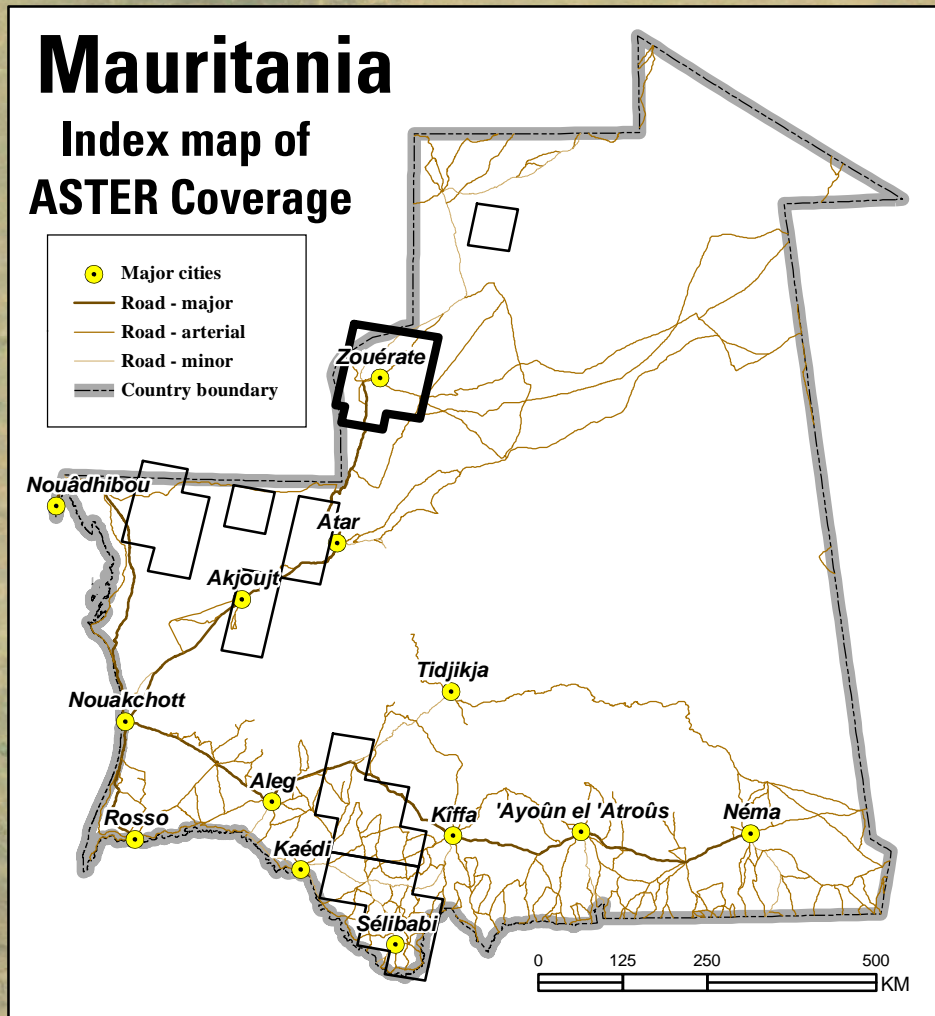 Mauritania
Index map of
ASTER Coverage
Major cities
Road - major
Road - arterial
Road - minor
Country boundary
Zouérate
Nouâdhibou
Atar
Akjoujt
Tidjikja
Nouakchott
Aleg
Rosso
Kiffa
'Ayoûn el 'Atroûs
Néma
Kaédi
Sélibabi
0 125 250 500
KM